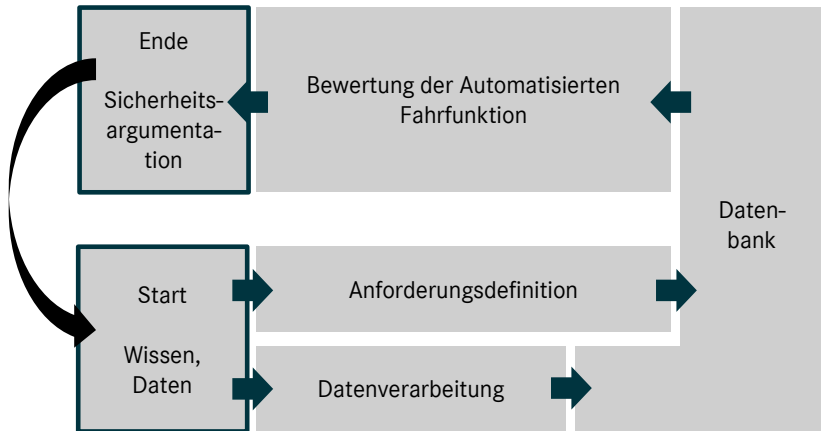 Ende
Sicherheits-
argumenta-
tion
Bewertung der Automatisierten
Fahrfunktion
Daten-
bank
Start
Wissen,
Daten
Anforderungsdefinition
Datenverarbeitung